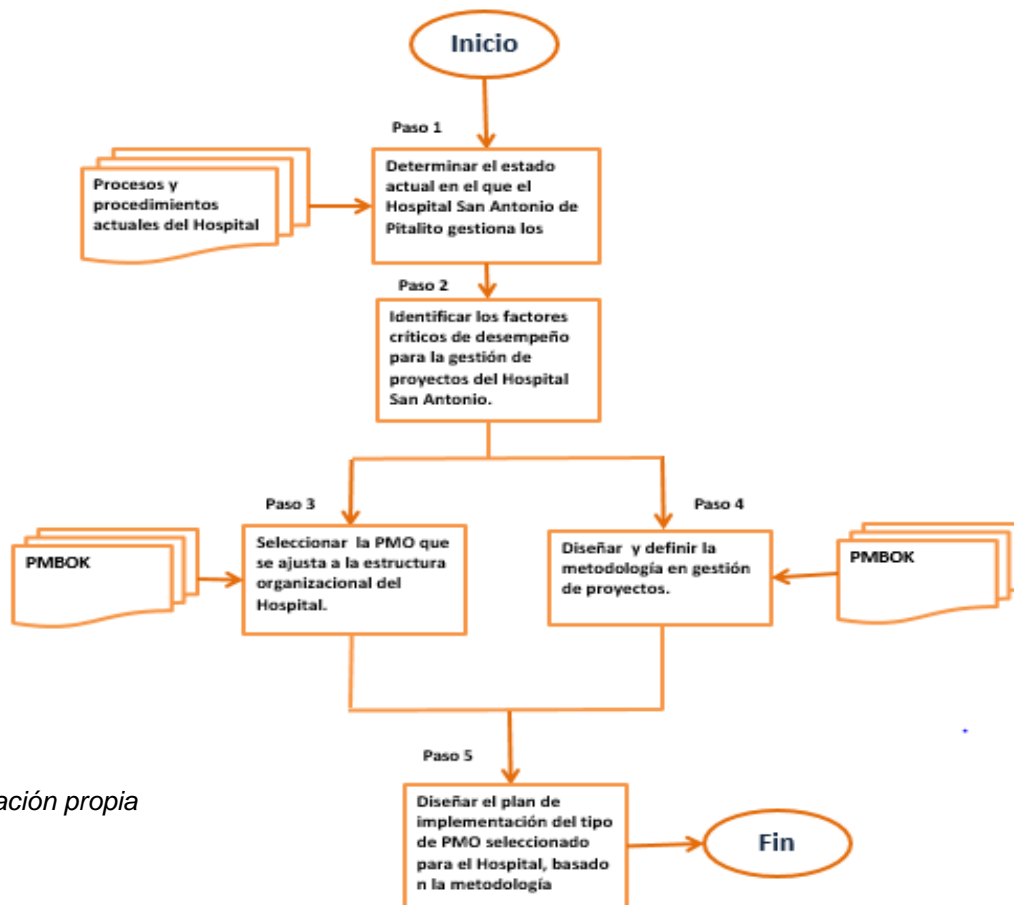 Inicio
Paso 1
Procesos y
procedimientos
actuales del Hospital
Determinar el estado
actual en el que el
Hospital San Antonio de
Pitalito gestiona los
Paso 2
Identificar los factores
críticos de desempeño
para la gestión de
proyectos del Hospital
San Antonio.
Paso 3
PMBOK
Seleccionar la PMO que
se ajusta a la estructura
organizacional del
Hospital.
Paso 4
Diseñar y definir la
metodología en gestión
de proyectos.
PMBOK
Paso 5
ación propia
Diseñar el plan de
implementación del tipo
de PMO seleccionado
para el Hospital, basado
n la metodología
Fin